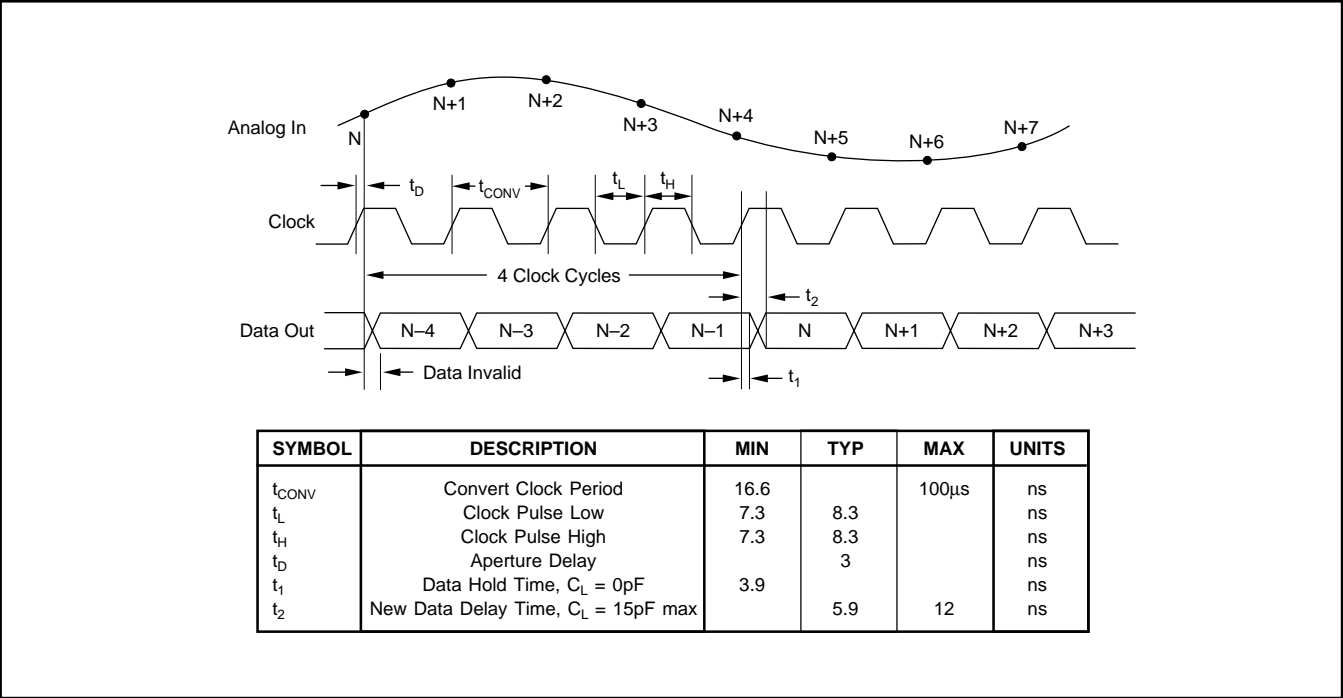 N+1 N+2 N+3 N+4 N+5 N+6 N+7
Analog In
N
t_D t_CONV t_L t_H
Clock
4 Clock Cycles
t_2
Data Out N–4 N–3 N–2 N–1 N N+1 N+2 N+3
Data Invalid t_1
SYMBOL DESCRIPTION MIN TYP MAX UNITS
t_CONV Convert Clock Period 16.6 100µs ns
t_L Clock Pulse Low 7.3 8.3 ns
t_H Clock Pulse High 7.3 8.3 ns
t_D Aperture Delay 3 ns
t_1 Data Hold Time, C_L = 0pF 3.9 ns
t_2 New Data Delay Time, C_L = 15pF max 5.9 12 ns